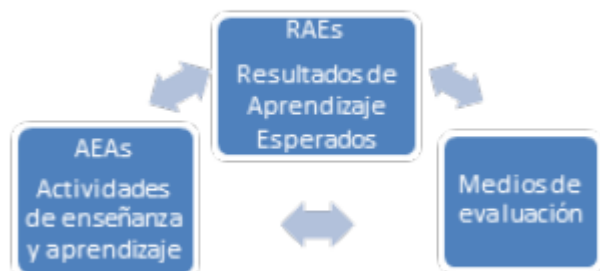 RAEs
Resultados de
Aprendizaje
Esperados
AEAs
Actividades
de enseñanza
y aprendizaje
Medios de
evaluación